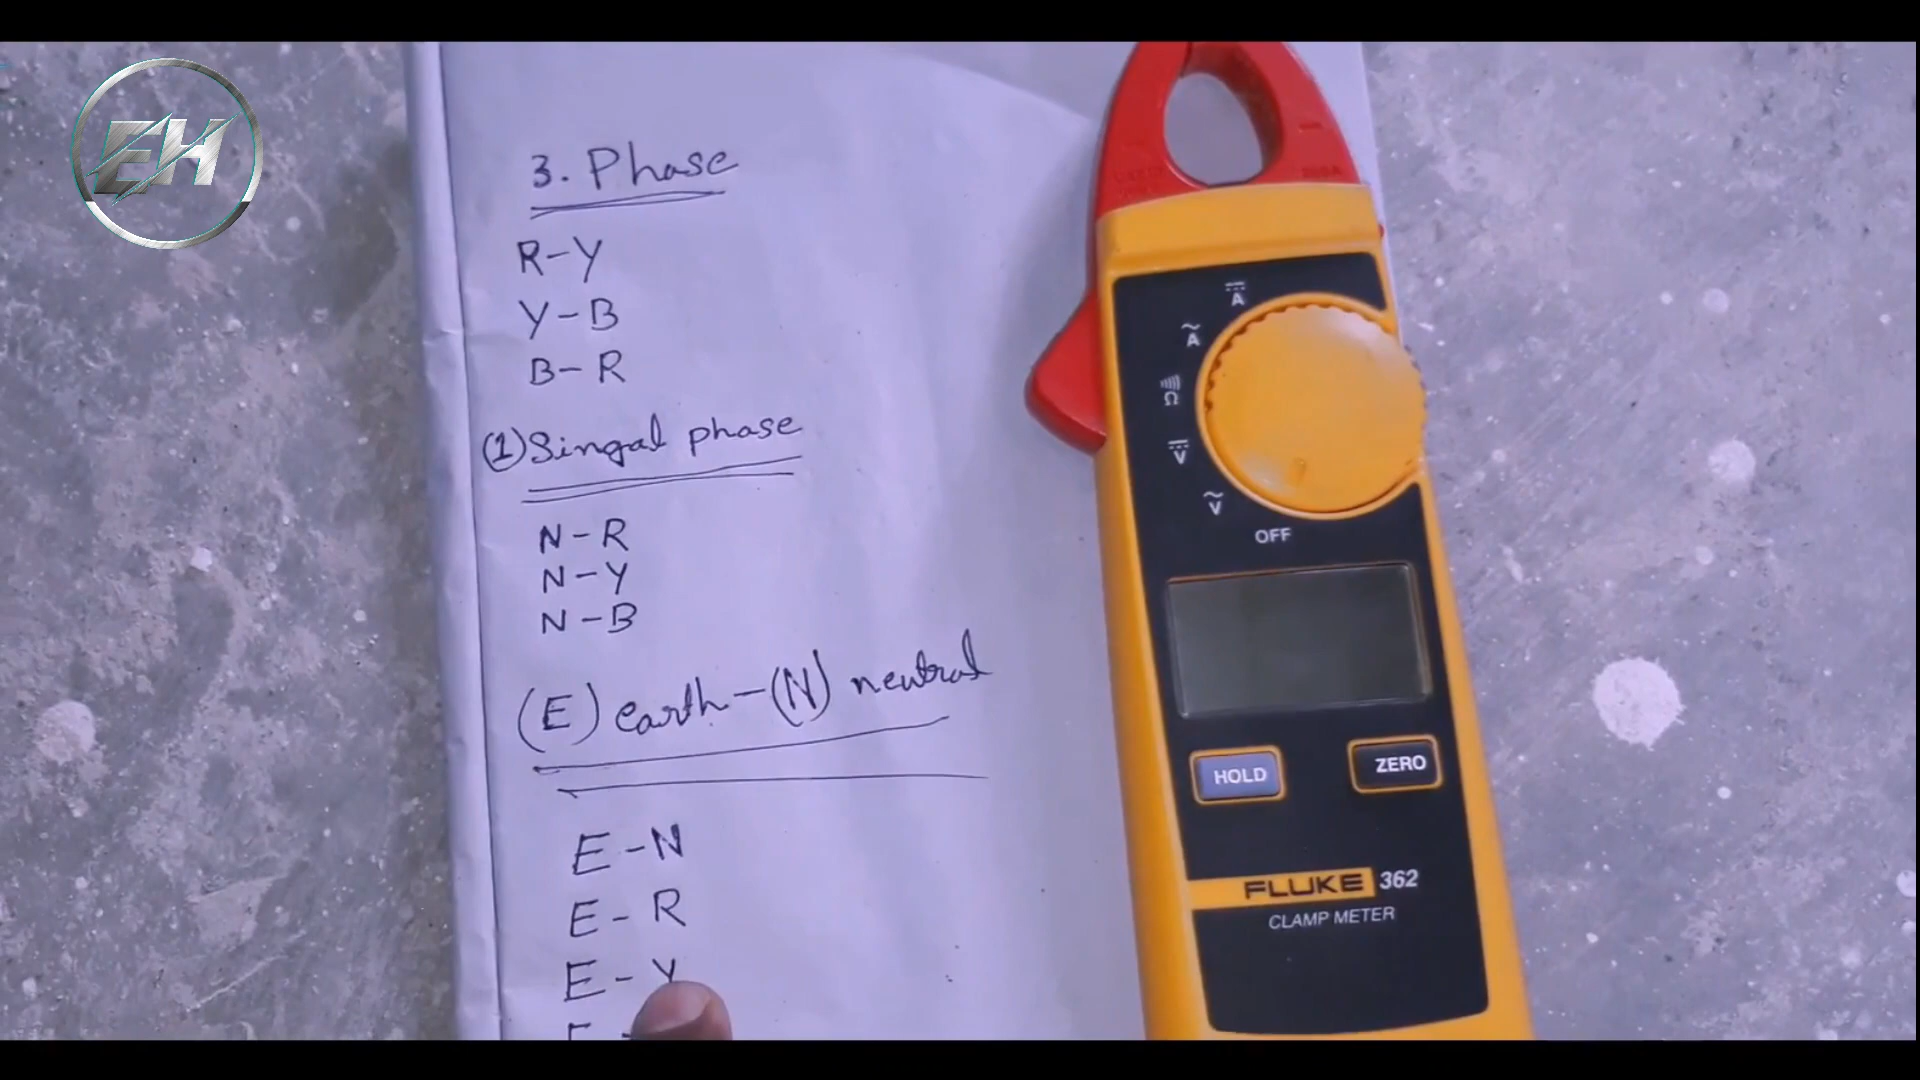 EH
3. Phase
R-Y
Y-B
B-R
(1) Singal phase
N-R
N-Y
N-B
(E) earth-(N) neutral
E-N
E-R
E-Y
A
A
Ω
V
V
OFF
HOLD
ZERO
FLUKE 362
CLAMP METER